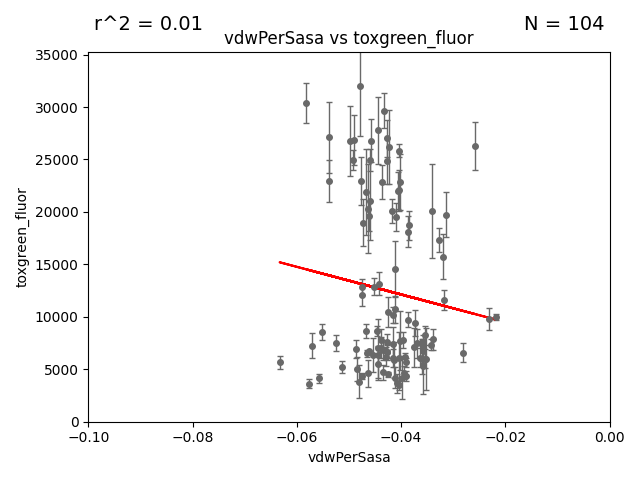 r^2 = 0.01
N = 104
vdwPerSasa vs toxgreen_fluor
35000
30000
25000
20000
15000
10000
5000
0
toxgreen_fluor
−0.10
−0.08
−0.06
−0.04
−0.02
0.00
vdwPerSasa